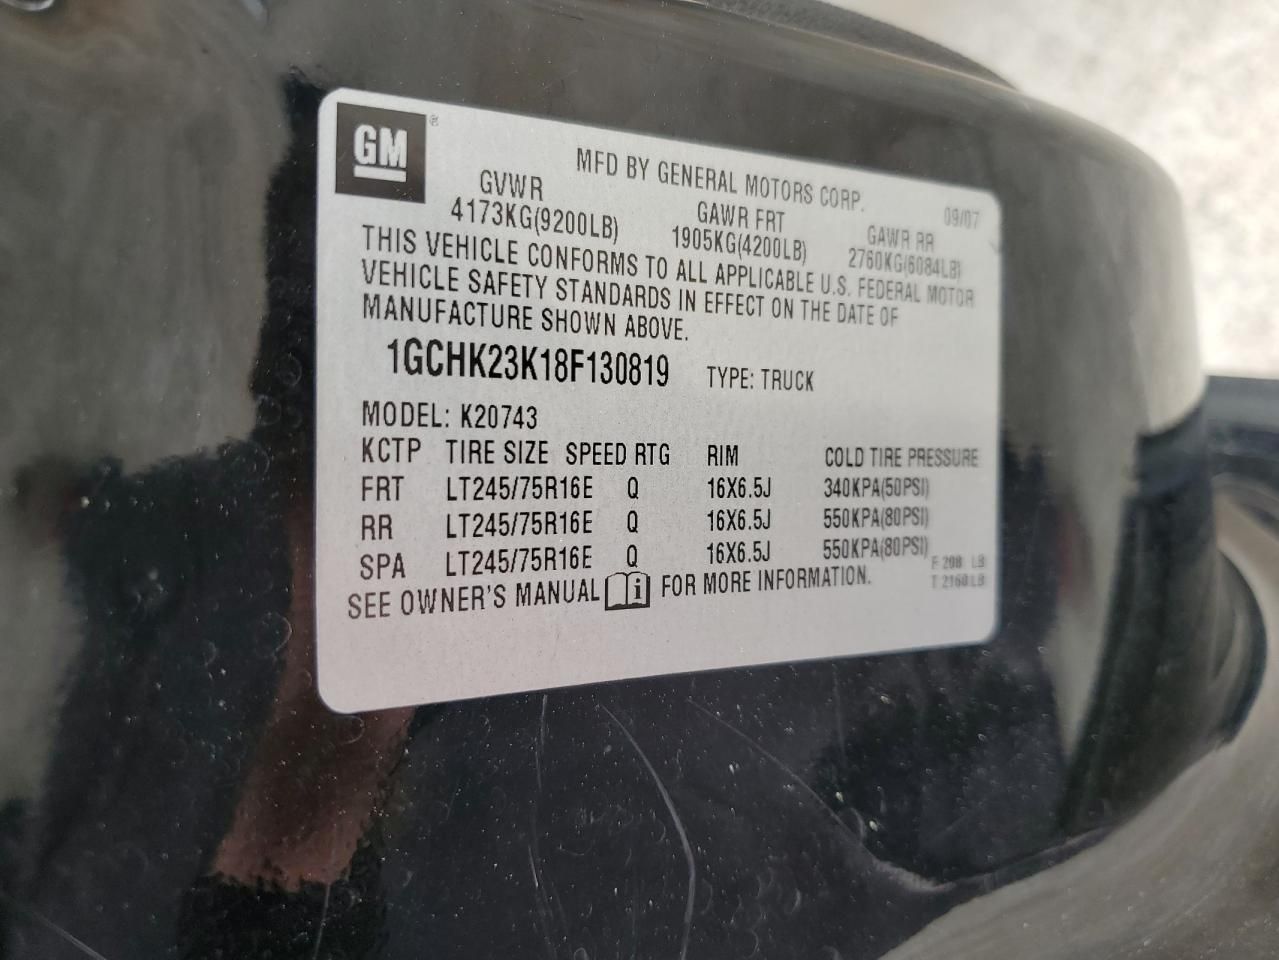 GM®
MFD BY GENERAL MOTORS CORP. 09/07
GVWR GAWR FRT GAWR RR
4173KG(9200LB) 1905KG(4200LB) 2760KG(6084LB)
THIS VEHICLE CONFORMS TO ALL APPLICABLE U.S. FEDERAL MOTOR
VEHICLE SAFETY STANDARDS IN EFFECT ON THE DATE OF
MANUFACTURE SHOWN ABOVE.
1GCHK23K18F130819 TYPE: TRUCK
MODEL: K20743
KCTP TIRE SIZE SPEED RTG RIM COLD TIRE PRESSURE
FRT LT245/75R16E Q 16X6.5J 340KPA(50PSI)
RR LT245/75R16E Q 16X6.5J 550KPA(80PSI)
SPA LT245/75R16E Q 16X6.5J 550KPA(80PSI)
SEE OWNER'S MANUAL i FOR MORE INFORMATION.
T 2160LB